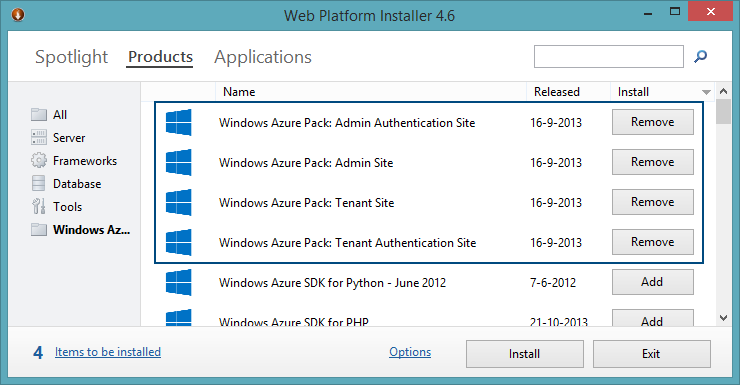 Web Platform Installer 4.6
Spotlight Products Applications
Name Released Install
All
Server
Frameworks
Database
Tools
Windows Az...
Windows Azure Pack: Admin Authentication Site 16-9-2013 Remove
Windows Azure Pack: Admin Site 16-9-2013 Remove
Windows Azure Pack: Tenant Site 16-9-2013 Remove
Windows Azure Pack: Tenant Authentication Site 16-9-2013 Remove
Windows Azure SDK for Python - June 2012 7-6-2012 Add
Windows Azure SDK for PHP 21-10-2013 Add
4 Items to be installed Options Install Exit